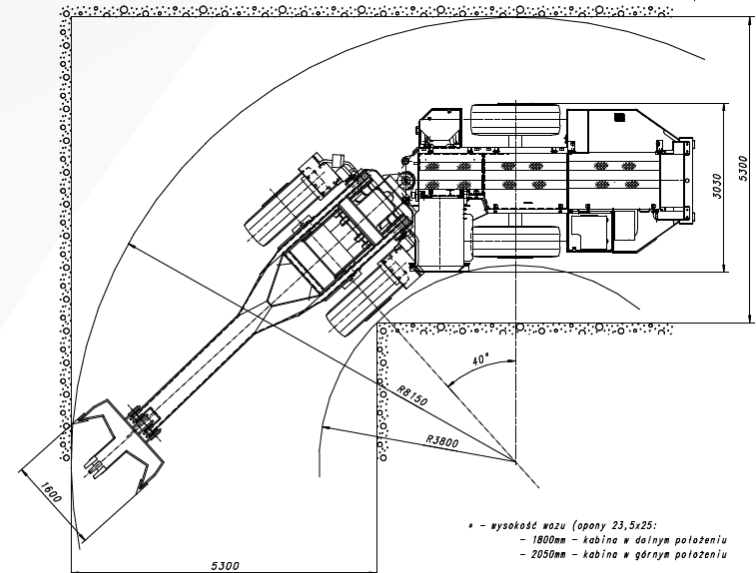 3030
5300
40°
R8150
R3800
1600
5300
* - wysokość wozu (opony 23,5x25:
- 1800mm - kabina w dolnym położeniu
- 2050mm - kabina w górnym położeniu